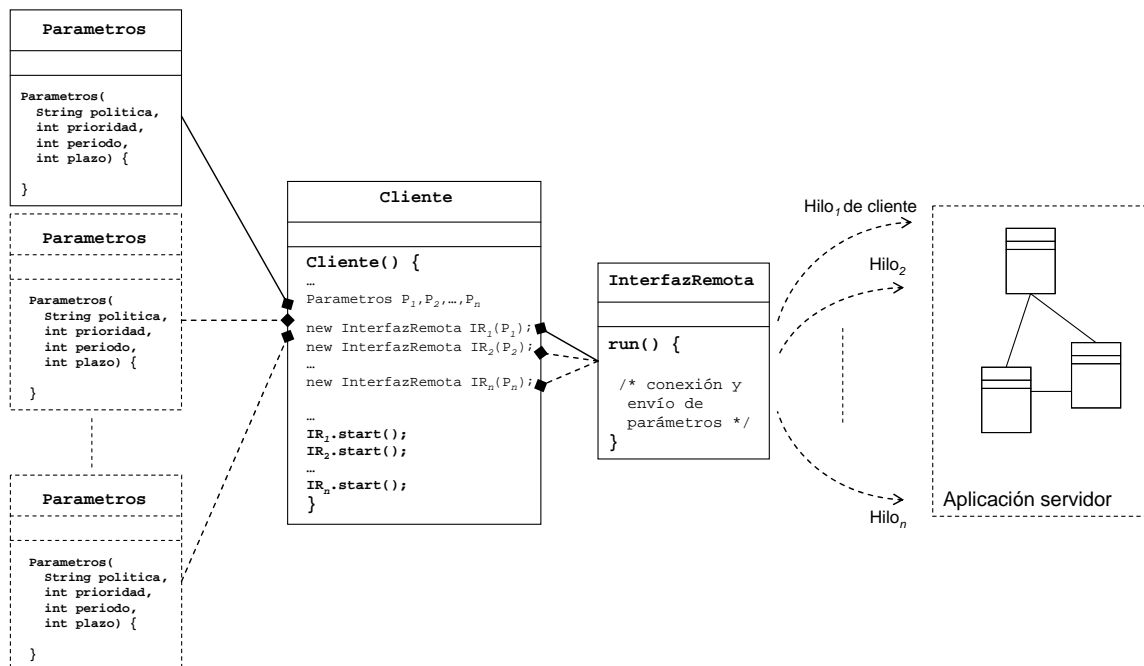 Parametros
Parametros(
String politica,
int prioridad,
int periodo,
int plazo) {
}
Parametros
Parametros(
String politica,
int prioridad,
int periodo,
int plazo) {
}
Parametros
Parametros(
String politica,
int prioridad,
int periodo,
int plazo) {
}
Cliente
Cliente() {
…
Parametros P1,P2,…,Pn
new InterfazRemota IR1(P1);
new InterfazRemota IR2(P2);
…
new InterfazRemota IRn(Pn);
…
IR1.start();
IR2.start();
…
IRn.start();
}
InterfazRemota
run() {
/* conexión y
envío de
parámetros */
}
Hilo1 de cliente
Hilo2
Hilon
Aplicación servidor